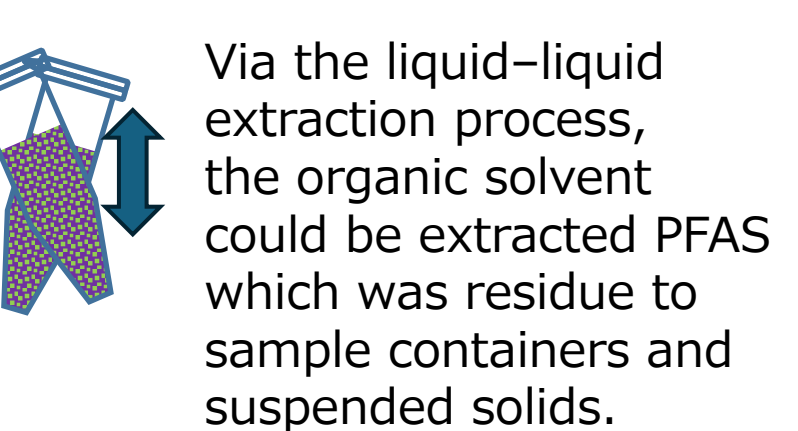 Via the liquid–liquid
extraction process,
the organic solvent
could be extracted PFAS
which was residue to
sample containers and
suspended solids.